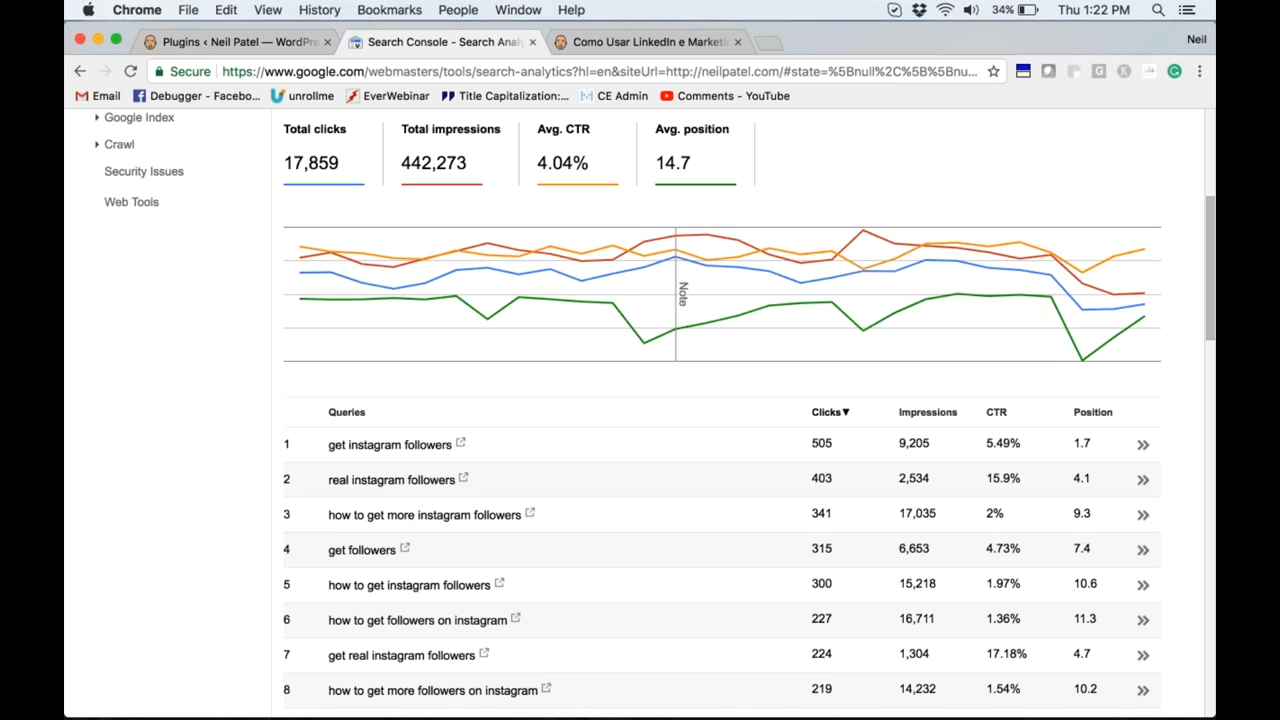 Chrome File Edit View History Bookmarks People Window Help 34% Thu 1:22 PM
Plugins ‹ Neil Patel — WordPre Search Console - Search Analy Como Usar LinkedIn e Marketi Neil
Secure https://www.google.com/webmasters/tools/search-analytics?hl=en&siteUrl=http://neilpatel.com/#state=%5Bnull%2C%5B%5Bnu...
Email Debugger - Facebo... unrollme EverWebinar Title Capitalization:... CE Admin Comments - YouTube
Google Index
Crawl
Security Issues
Web Tools
Total clicks Total impressions Avg. CTR Avg. position
17,859 442,273 4.04% 14.7
Note
Queries Clicks▼ Impressions CTR Position
1 get instagram followers 505 9,205 5.49% 1.7 »
2 real instagram followers 403 2,534 15.9% 4.1 »
3 how to get more instagram followers 341 17,035 2% 9.3 »
4 get followers 315 6,653 4.73% 7.4 »
5 how to get instagram followers 300 15,218 1.97% 10.6 »
6 how to get followers on instagram 227 16,711 1.36% 11.3 »
7 get real instagram followers 224 1,304 17.18% 4.7 »
8 how to get more followers on instagram 219 14,232 1.54% 10.2 »